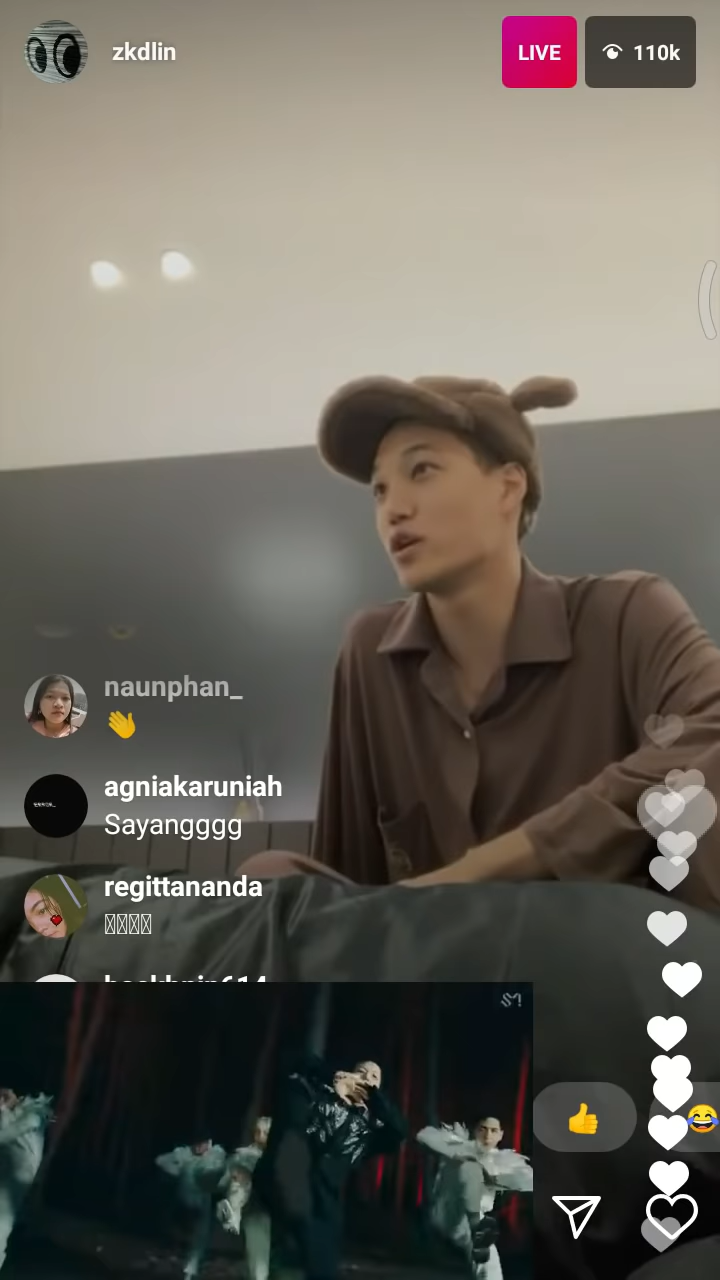 zkdlin
LIVE
110k
naunphan_
👋
agniakaruniah
Sayangggg
regittananda
SM